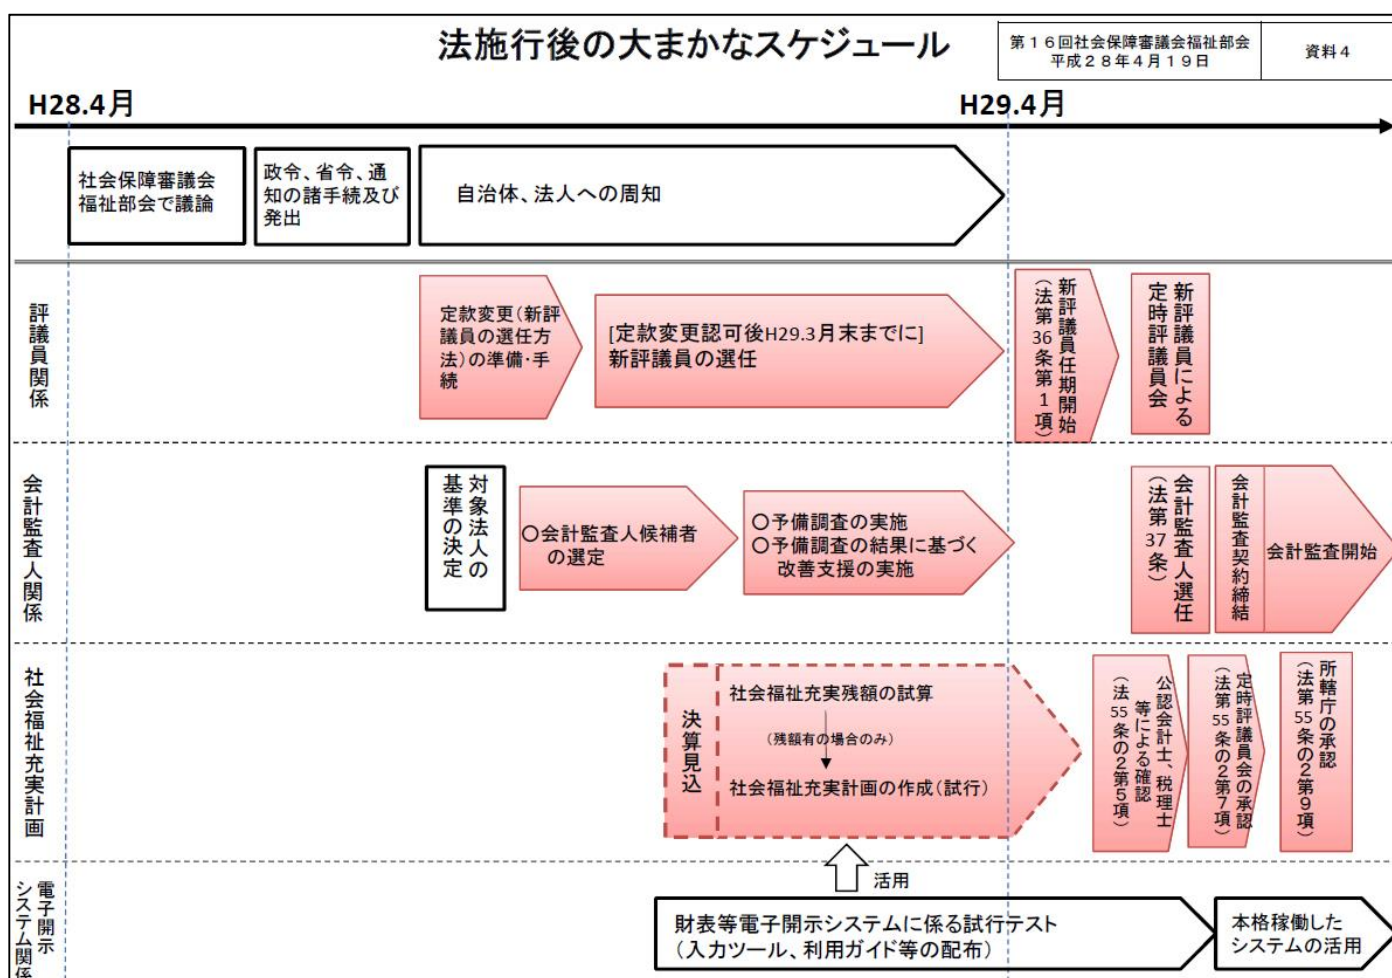 法施行後の大まかなスケジュール
第１６回社会保障審議会福祉部会
平成２８年４月１９日
資料４
H28.4月
H29.4月
社会保障審議会
福祉部会で議論
政令、省令、通
知の諸手続及び
発出
自治体、法人への周知
評議員関係
定款変更（新評
議員の選任方
法）の準備・手
続
[定款変更認可後H29.3月末までに]
新評議員の選任
新評議員任期開始
（法第36条第1項）
新評議員による
定時評議員会
会計監査人関係
対象法人の
基準の決定
○会計監査人候補者
の選定
○予備調査の実施
○予備調査の結果に基づく
改善支援の実施
会計監査人選任
（法第37条）
会計監査契約締結
会計監査開始
社会福祉充実計画
決算見込
社会福祉充実残額の試算
（残額有の場合のみ）
社会福祉充実計画の作成（試行）
公認会計士、税理士
等による確認
（法55条の2第5項）
定時評議員会の承認
（法第55条の2第7項）
所轄庁の承認
（法第55条の2第9項）
活用
電子開示
システム関係
財表等電子開示システムに係る試行テスト
（入力ツール、利用ガイド等の配布）
本格稼働した
システムの活用